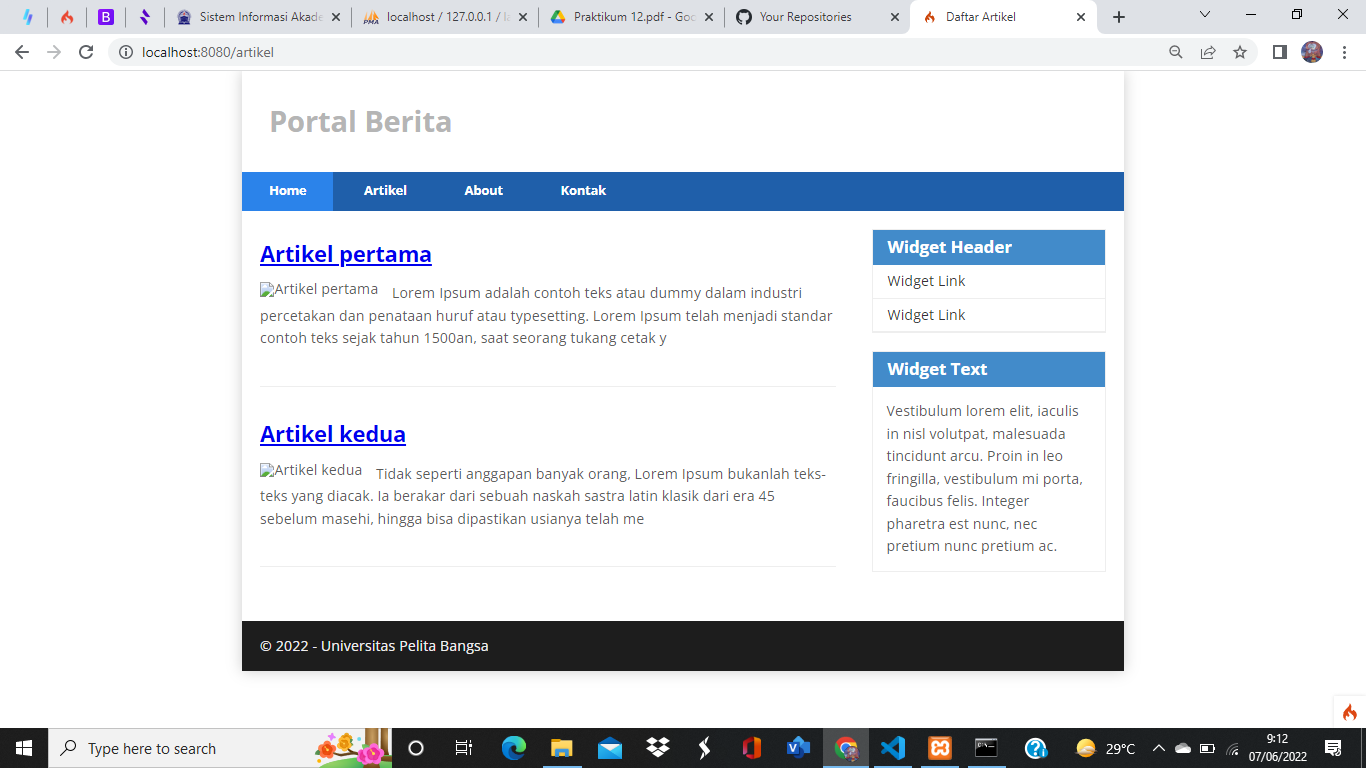 Sistem Informasi Akade
localhost / 127.0.0.1 / la
Praktikum 12.pdf - Goo
Your Repositories
Daftar Artikel
localhost:8080/artikel
Portal Berita
Home Artikel About Kontak
Artikel pertama
Artikel pertama Lorem Ipsum adalah contoh teks atau dummy dalam industri
percetakan dan penataan huruf atau typesetting. Lorem Ipsum telah menjadi standar
contoh teks sejak tahun 1500an, saat seorang tukang cetak y
Artikel kedua
Artikel kedua Tidak seperti anggapan banyak orang, Lorem Ipsum bukanlah teks-
teks yang diacak. Ia berakar dari sebuah naskah sastra latin klasik dari era 45
sebelum masehi, hingga bisa dipastikan usianya telah me
Widget Header
Widget Link
Widget Link
Widget Text
Vestibulum lorem elit, iaculis
in nisl volutpat, malesuada
tincidunt arcu. Proin in leo
fringilla, vestibulum mi porta,
faucibus felis. Integer
pharetra est nunc, nec
pretium nunc pretium ac.
© 2022 - Universitas Pelita Bangsa
Type here to search
29°C
9:12
07/06/2022